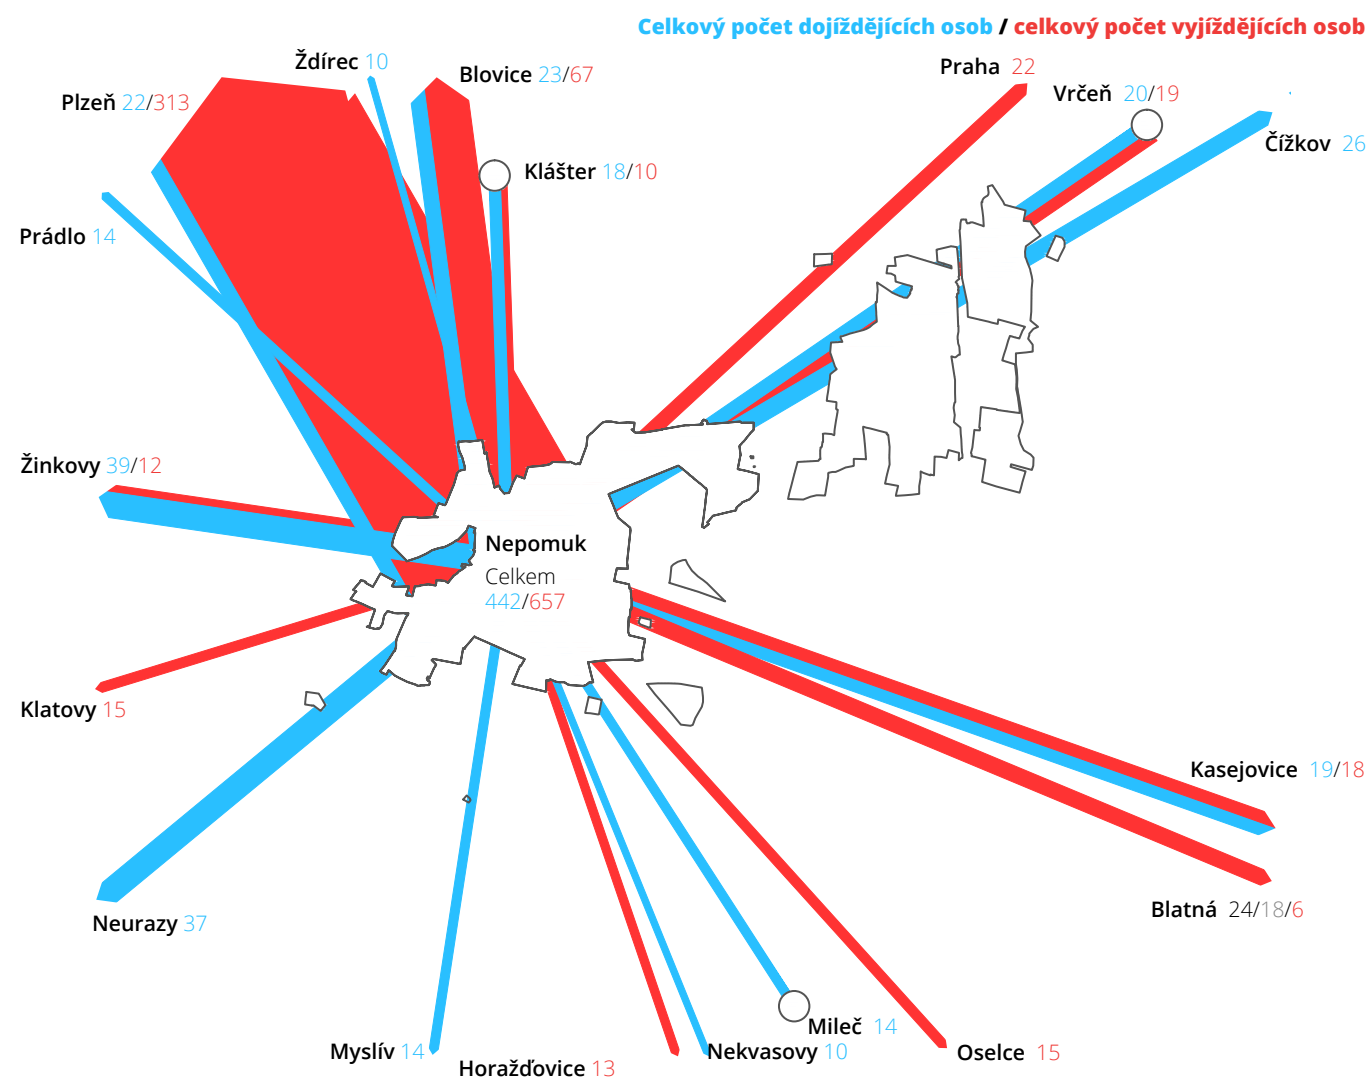 Celkový počet dojíždějících osob / celkový počet vyjíždějících osob
Ždírec 10
Blovice 23/67
Praha 22
Plzeň 22/313
Vrčeň 20/19
Čížkov 26
Klášter 18/10
Prádlo 14
Žinkovy 39/12
Nepomuk
Celkem
442/657
Klatovy 15
Kasejovice 19/18
Blatná 24/18/6
Neurazy 37
Mileč 14
Myslív 14
Nekvasovy 10
Oselce 15
Horažďovice 13